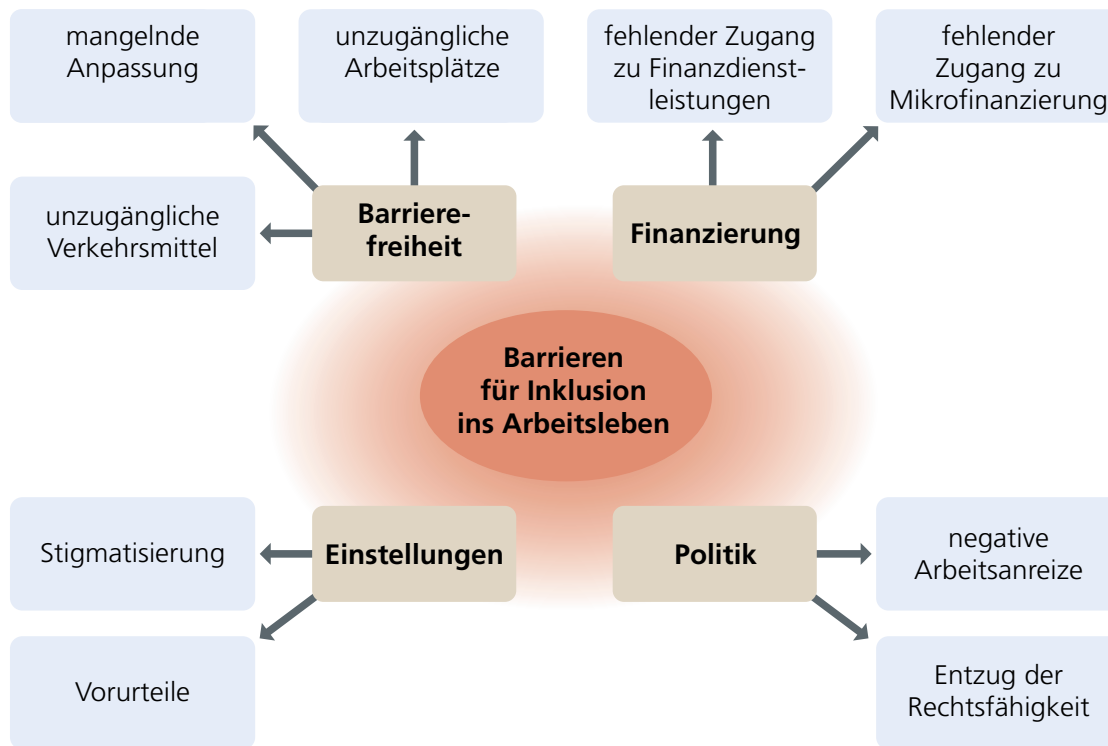 mangelnde
Anpassung
unzugängliche
Arbeitsplätze
fehlender Zugang
zu Finanzdienst-
leistungen
fehlender
Zugang zu
Mikrofinanzierung
unzugängliche
Verkehrsmittel
Barriere-
freiheit
Finanzierung
Barrieren
für Inklusion
ins Arbeitsleben
Stigmatisierung
Einstellungen
Politik
negative
Arbeitsanreize
Vorurteile
Entzug der
Rechtsfähigkeit